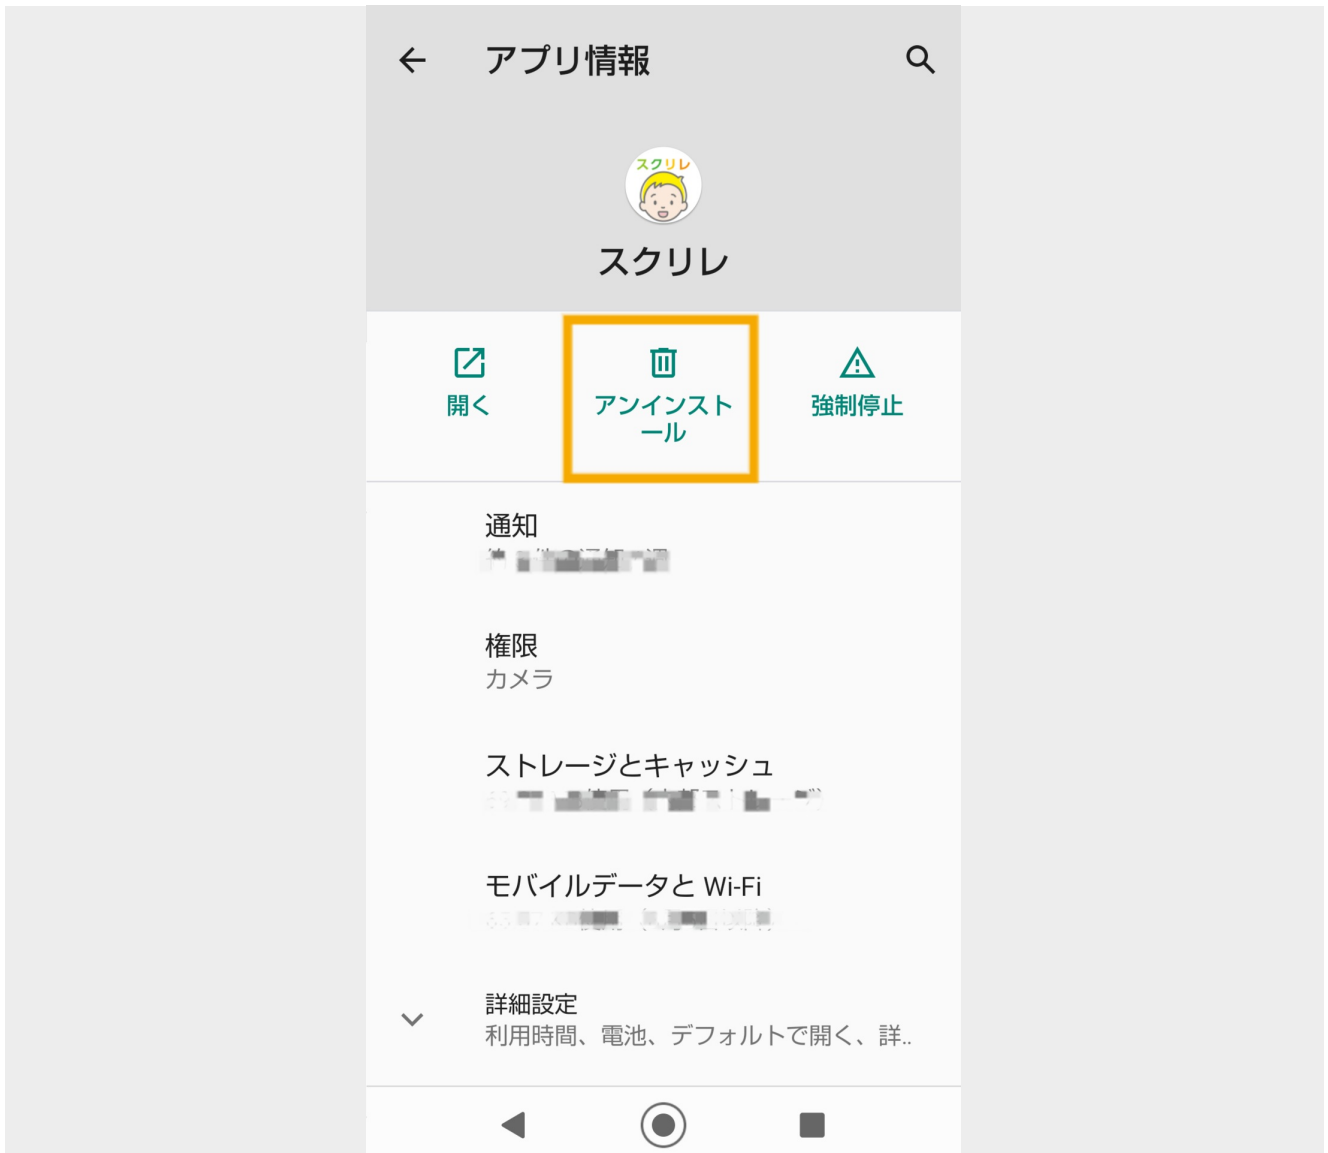 アプリ情報
スクリレ
スクリレ
開く
アンインスト
ール
強制停止
通知
権限
カメラ
ストレージとキャッシュ
モバイルデータと Wi-Fi
詳細設定
利用時間、電池、デフォルトで開く、詳..